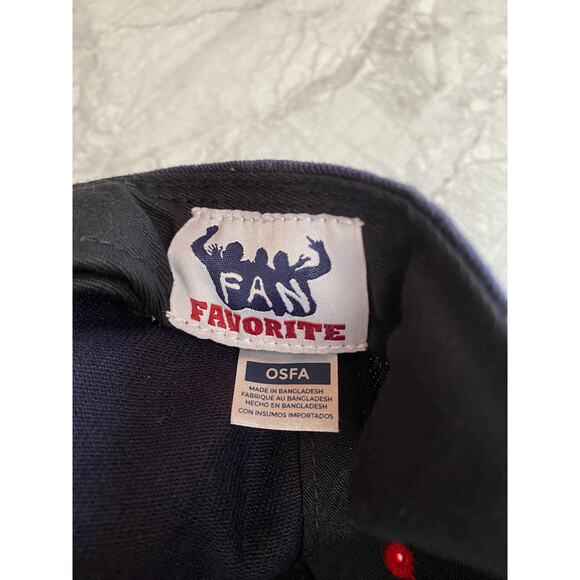 FAN
FAVORITE
OSFA
MADE IN BANGLADESH
FABRIQUÉ AU BANGLADESH
HECHO EN BANGLADESH
CON INSUMOS IMPORTADOS